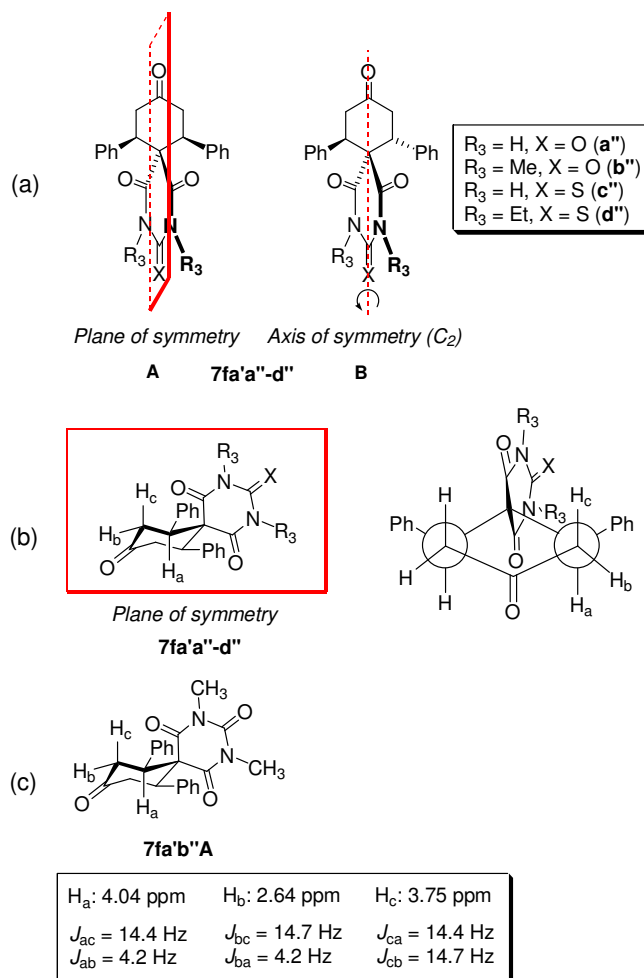 (a)
O
Ph
Ph
O
O
N
N
R3
R3
X
Plane of symmetry
A
O
Ph
Ph
O
O
N
N
R3
R3
X
Axis of symmetry (C2)
B
7fa'a''-d''
R3 = H, X = O (a'')
R3 = Me, X = O (b'')
R3 = H, X = S (c'')
R3 = Et, X = S (d'')
(b)
R3
O
N
X
Hc
Ph
Hb
N
R3
O
Ph
O
Ha
Plane of symmetry
7fa'a''-d''
R3
O
N
X
H
N
R3
Hc
Ph
Ph
O
H
Hb
H
O
Ha
(c)
CH3
O
N
O
Hc
Ph
Hb
N
CH3
O
Ph
O
Ha
7fa'b''A
Ha: 4.04 ppm Hb: 2.64 ppm Hc: 3.75 ppm
Jac = 14.4 Hz Jbc = 14.7 Hz Jca = 14.4 Hz
Jab = 4.2 Hz Jba = 4.2 Hz Jcb = 14.7 Hz